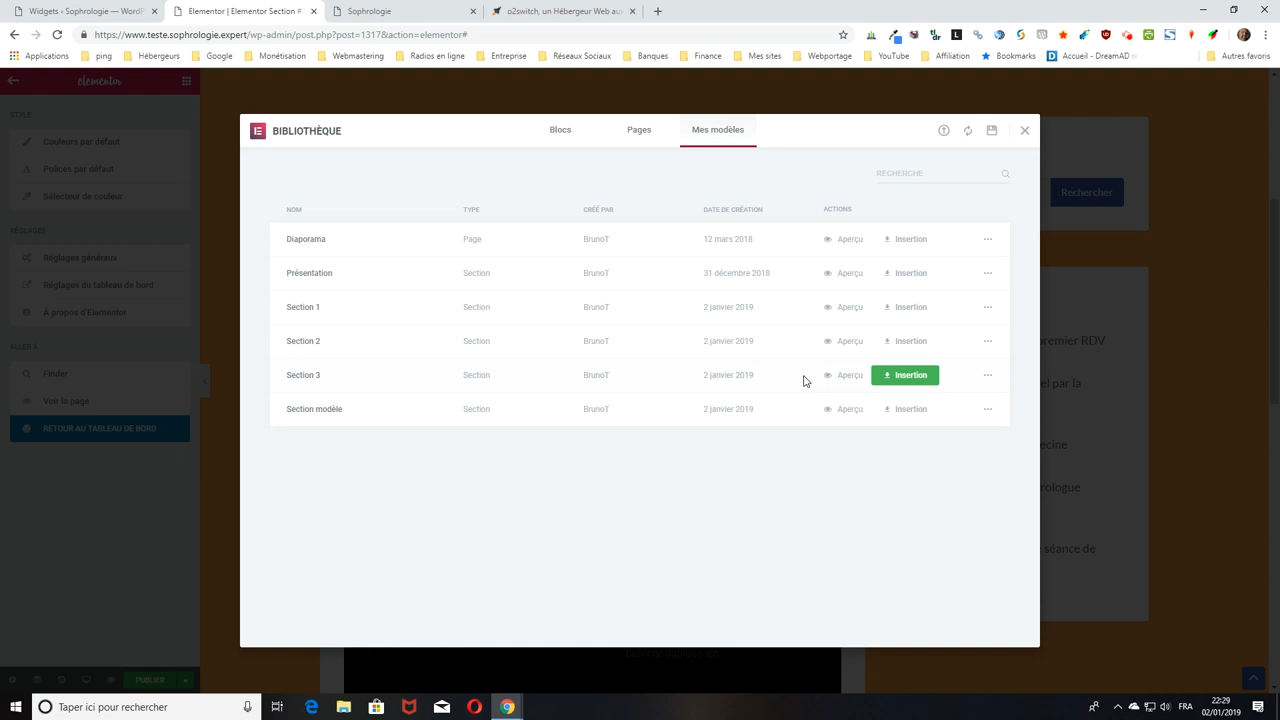 Widgets ‹ Sophrologie — WordP
Elementor | Elementor Section #1
Sophrologie
o2switch, un Hébergeur Web au
https://www.teste.sophrologie.expert/wp-admin/post.php?post=1317&action=elementor#
Applications ping Hébergeurs Google Monétisation Webmastering Radios en ligne Entreprise Réseaux Sociaux Banques Finance Mes sites Webportage YouTube Affiliation Bookmarks Accueil - DreamAD Autres favoris
elementor
STYLE
Couleurs par défaut
Polices par défaut
Sélecteur de couleur
RÉGLAGES
Réglages généraux
Réglages du tableau de bord
À propos d'Elementor
ALLER À
Finder
Voir la page
RETOUR AU TABLEAU DE BORD
PUBLIER
BIBLIOTHÈQUE Blocs Pages Mes modèles
RECHERCHE
NOM TYPE CRÉÉ PAR DATE DE CRÉATION ACTIONS
Diaporama Page BrunoT 12 mars 2018 Aperçu Insertion
Présentation Section BrunoT 31 décembre 2018 Aperçu Insertion
Section 1 Section BrunoT 2 janvier 2019 Aperçu Insertion
Section 2 Section BrunoT 2 janvier 2019 Aperçu Insertion
Section 3 Section BrunoT 2 janvier 2019 Aperçu Insertion
Section modèle Section BrunoT 2 janvier 2019 Aperçu Insertion
Rechercher
premier RDV
el par la
ecine
rologue
séance de
Taper ici pour rechercher
FRA
22:29
02/01/2019